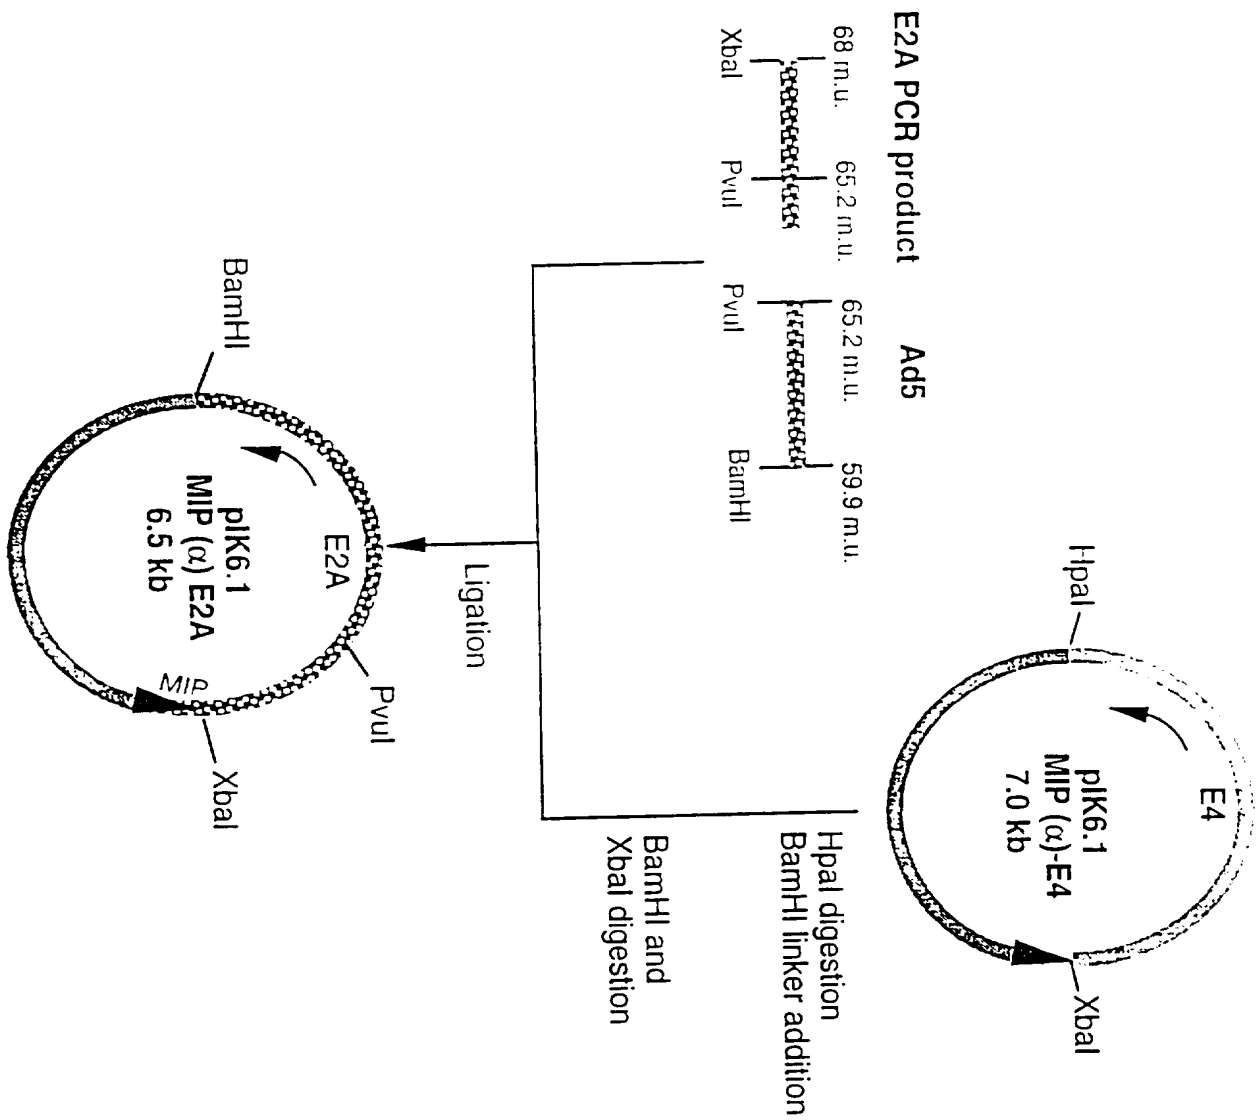 E2A PCR product
Ad5
68 m.u.
65.2 m.u.
65.2 m.u.
59.9 m.u.
XbaI
PvuI
PvuI
BamHI
HpaI
E4
pIK6.1
MIP (α)-E4
7.0 kb
XbaI
HpaI digestion
BamHI linker addition
BamHI and
XbaI digestion
Ligation
BamHI
E2A
PvuI
pIK6.1
MIP (α) E2A
6.5 kb
MIP
XbaI